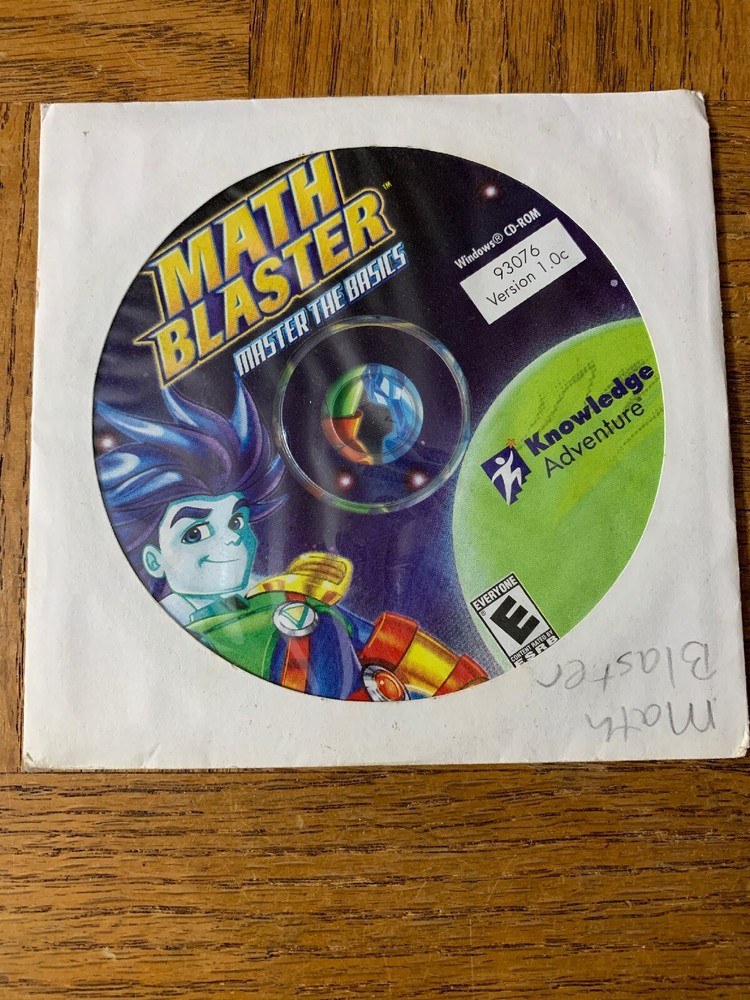 MATH
BLASTER™
MASTER THE BASICS
Windows® CD-ROM
93076
Version 1.0c
Knowledge
Adventure
EVERYONE
E
CONTENT RATED BY
ESRB
Math
Blaster